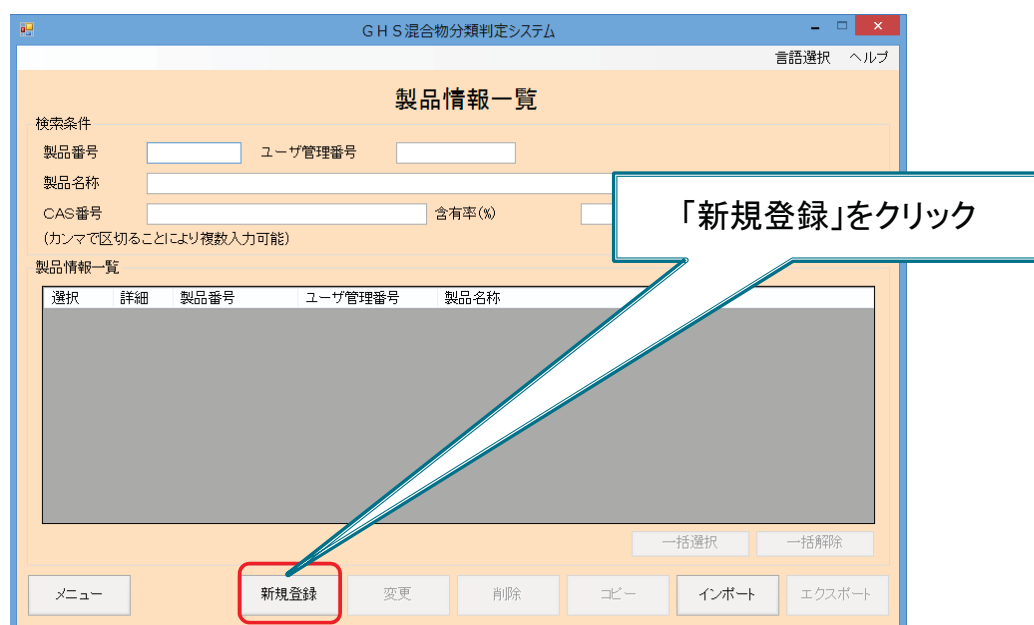 GHS混合物分類判定システム
言語選択 ヘルプ
製品情報一覧
検索条件
製品番号 ユーザ管理番号
製品名称
CAS番号 含有率(%)
(カンマで区切ることにより複数入力可能)
「新規登録」をクリック
製品情報一覧
選択 詳細 製品番号 ユーザ管理番号 製品名称
一括選択 一括解除
メニュー 新規登録 変更 削除 コピー インポート エクスポート